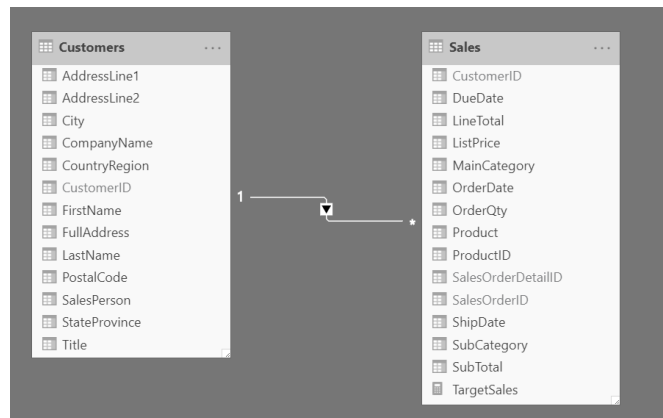 Customers ...
AddressLine1
AddressLine2
City
CompanyName
CountryRegion
CustomerID
FirstName
FullAddress
LastName
PostalCode
SalesPerson
StateProvince
Title
1
*
Sales ...
CustomerID
DueDate
LineTotal
ListPrice
MainCategory
OrderDate
OrderQty
Product
ProductID
SalesOrderDetailID
SalesOrderID
ShipDate
SubCategory
SubTotal
TargetSales